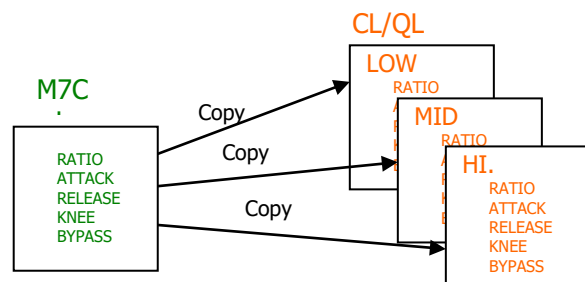 CL/QL
LOW
RATIO
M7C
.
Copy
MID
RATIO
Copy
HI.
RATIO
ATTACK
RELEASE
KNEE
BYPASS
Copy
RATIO
ATTACK
RELEASE
KNEE
BYPASS